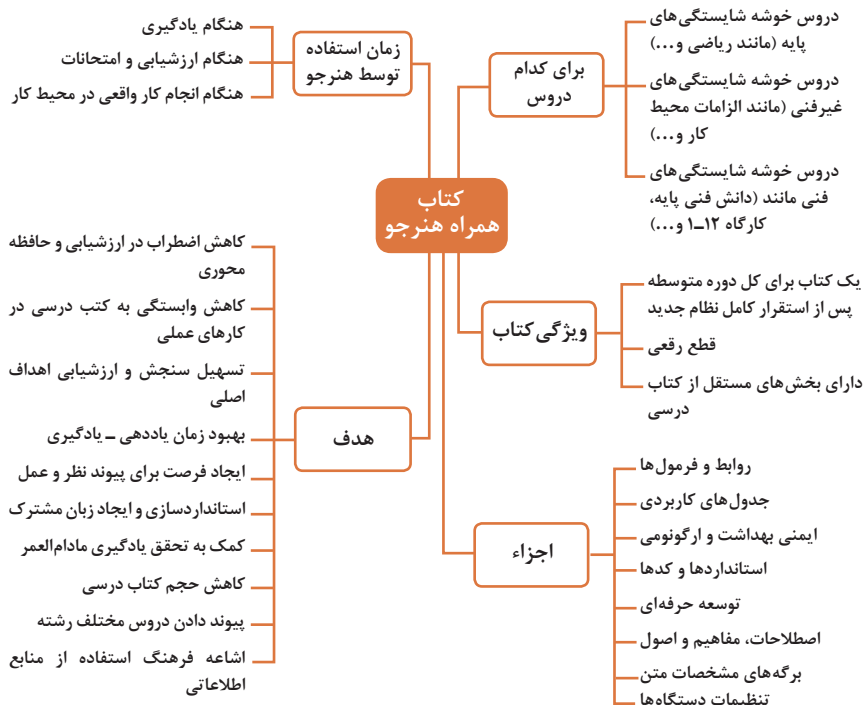 کتاب
همراه هنرجو
برای کدام
دروس
دروس خوشه شایستگی‌های
پایه (مانند ریاضی و...)
دروس خوشه شایستگی‌های
غیرفنی (مانند الزامات محیط
کار و...)
دروس خوشه شایستگی‌های
فنی مانند (دانش فنی پایه،
کارگاه ۱۲ـ۱ و...)
ویژگی کتاب
یک کتاب برای کل دوره متوسطه
پس از استقرار کامل نظام جدید
قطع رقعی
دارای بخش‌های مستقل از کتاب
درسی
اجزاء
روابط و فرمول‌ها
جدول‌های کاربردی
ایمنی بهداشت و ارگونومی
استانداردها و کدها
توسعه حرفه‌ای
اصطلاحات، مفاهیم و اصول
برگه‌های مشخصات متن
تنظیمات دستگاه‌ها
زمان استفاده
توسط هنرجو
هنگام یادگیری
هنگام ارزشیابی و امتحانات
هنگام انجام کار واقعی در محیط کار
هدف
کاهش اضطراب در ارزشیابی و حافظه
محوری
کاهش وابستگی به کتب درسی در
کارهای عملی
تسهیل سنجش و ارزشیابی اهداف
اصلی
بهبود زمان یاددهی ـ یادگیری
ایجاد فرصت برای پیوند نظر و عمل
استانداردسازی و ایجاد زبان مشترک
کمک به تحقق یادگیری مادام‌العمر
کاهش حجم کتاب درسی
پیوند دادن دروس مختلف رشته
اشاعه فرهنگ استفاده از منابع
اطلاعاتی